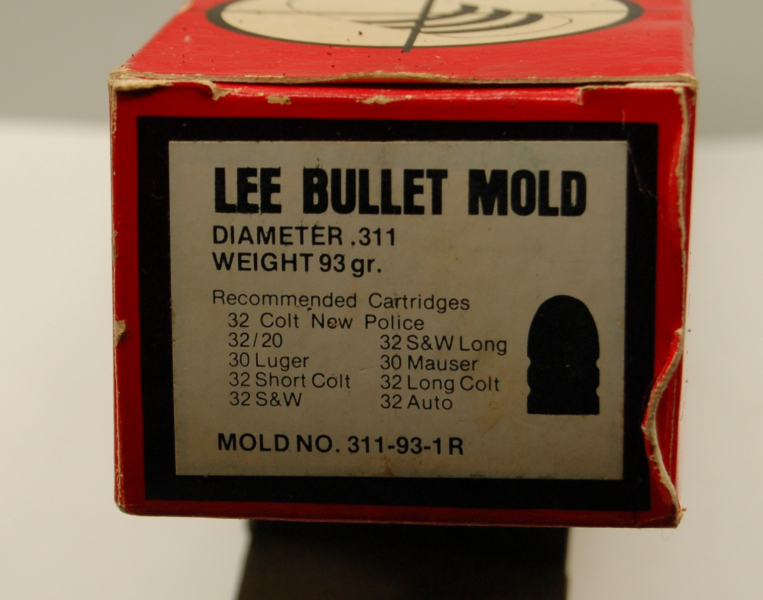 LEE BULLET MOLD
DIAMETER .311
WEIGHT 93 gr.
Recommended Cartridges
32 Colt New Police
32/20 32 S&W Long
30 Luger 30 Mauser
32 Short Colt 32 Long Colt
32 S&W 32 Auto
MOLD NO. 311-93-1R